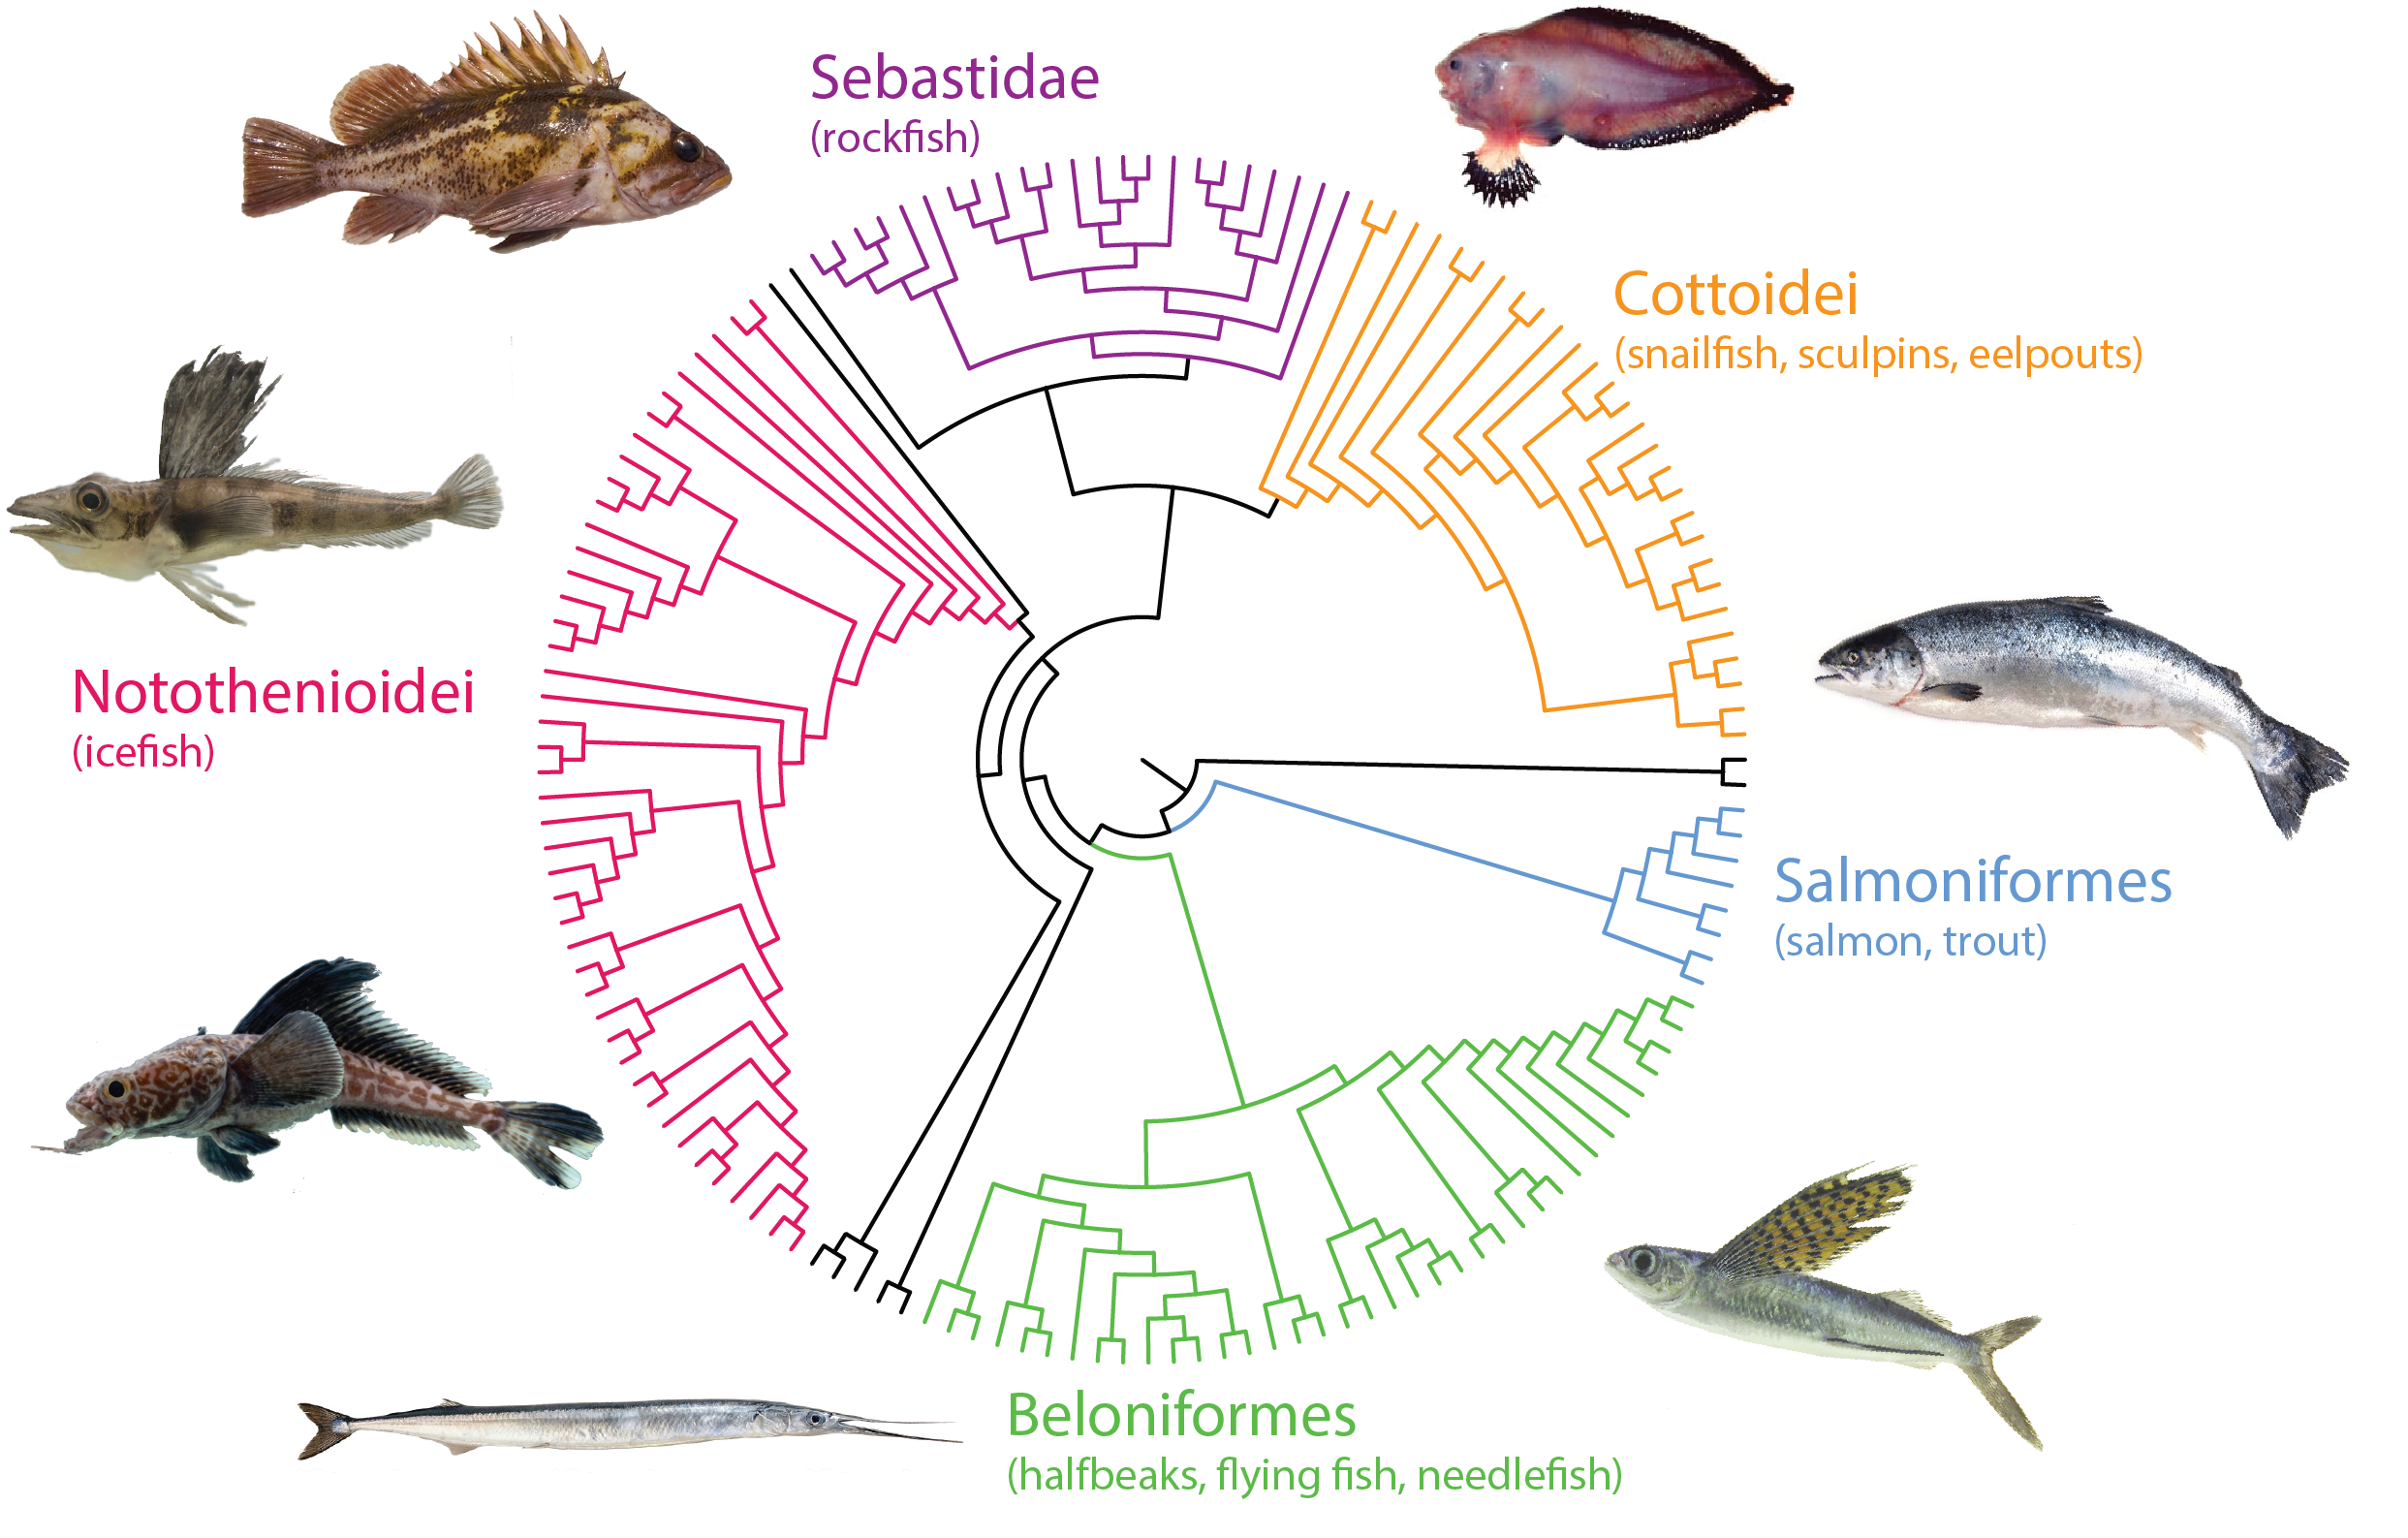 Sebastidae
(rockfish)
Cottoidei
(snailfish, sculpins, eelpouts)
Notothenioidei
(icefish)
Salmoniformes
(salmon, trout)
Beloniformes
(halfbeaks, flying fish, needlefish)